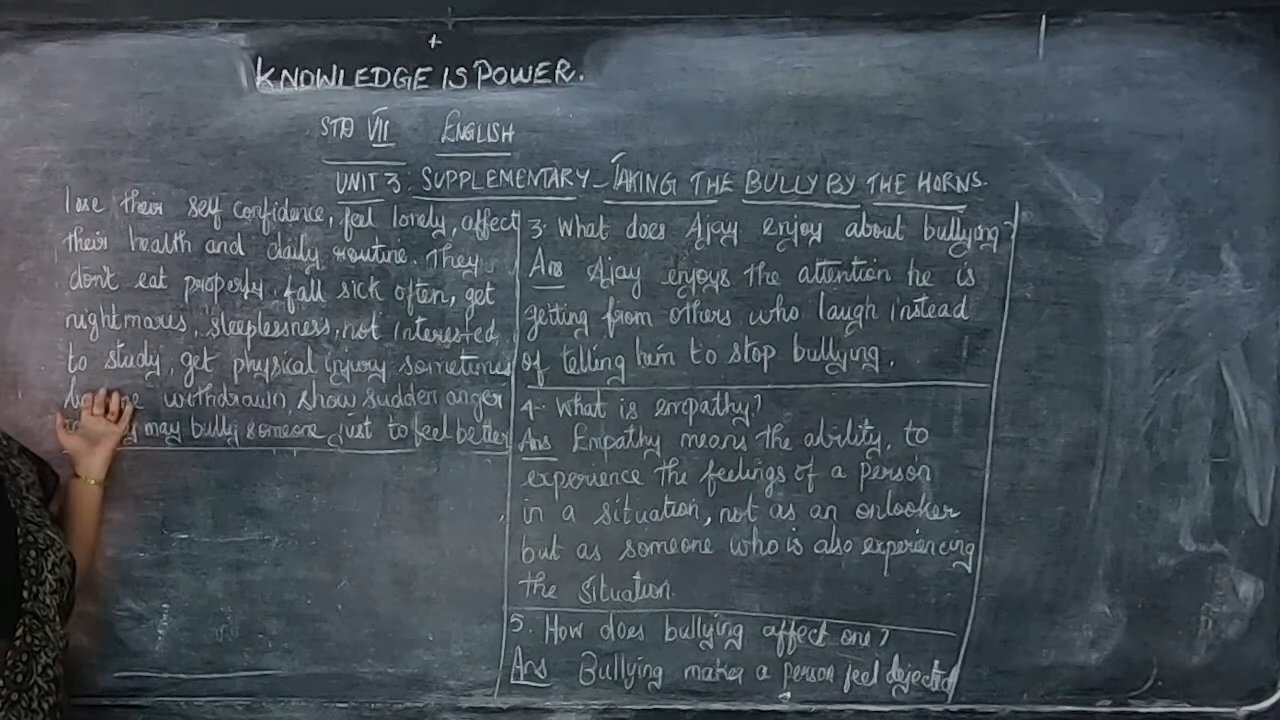 KNOWLEDGE IS POWER.
STD VII ENGLISH
UNIT 3: SUPPLEMENTARY - TAKING THE BULLY BY THE HORNS.
lose their self confidence, feel lonely, affect
their health and daily routine. They
don't eat properly, fall sick often, get
nightmares, sleeplessness, not interested
to study, get physical injury sometimes
withdrawn, show sudden anger
may bully someone just to feel better
3. What does Ajay enjoy about bullying?
Ans Ajay enjoys the attention he is
getting from others who laugh instead
of telling him to stop bullying.
4. What is empathy?
Ans Empathy means the ability, to
experience the feelings of a person
in a situation, not as an onlooker
but as someone who is also experiencing
the situation.
5. How does bullying affect one?
Ans Bullying makes a person feel dejected